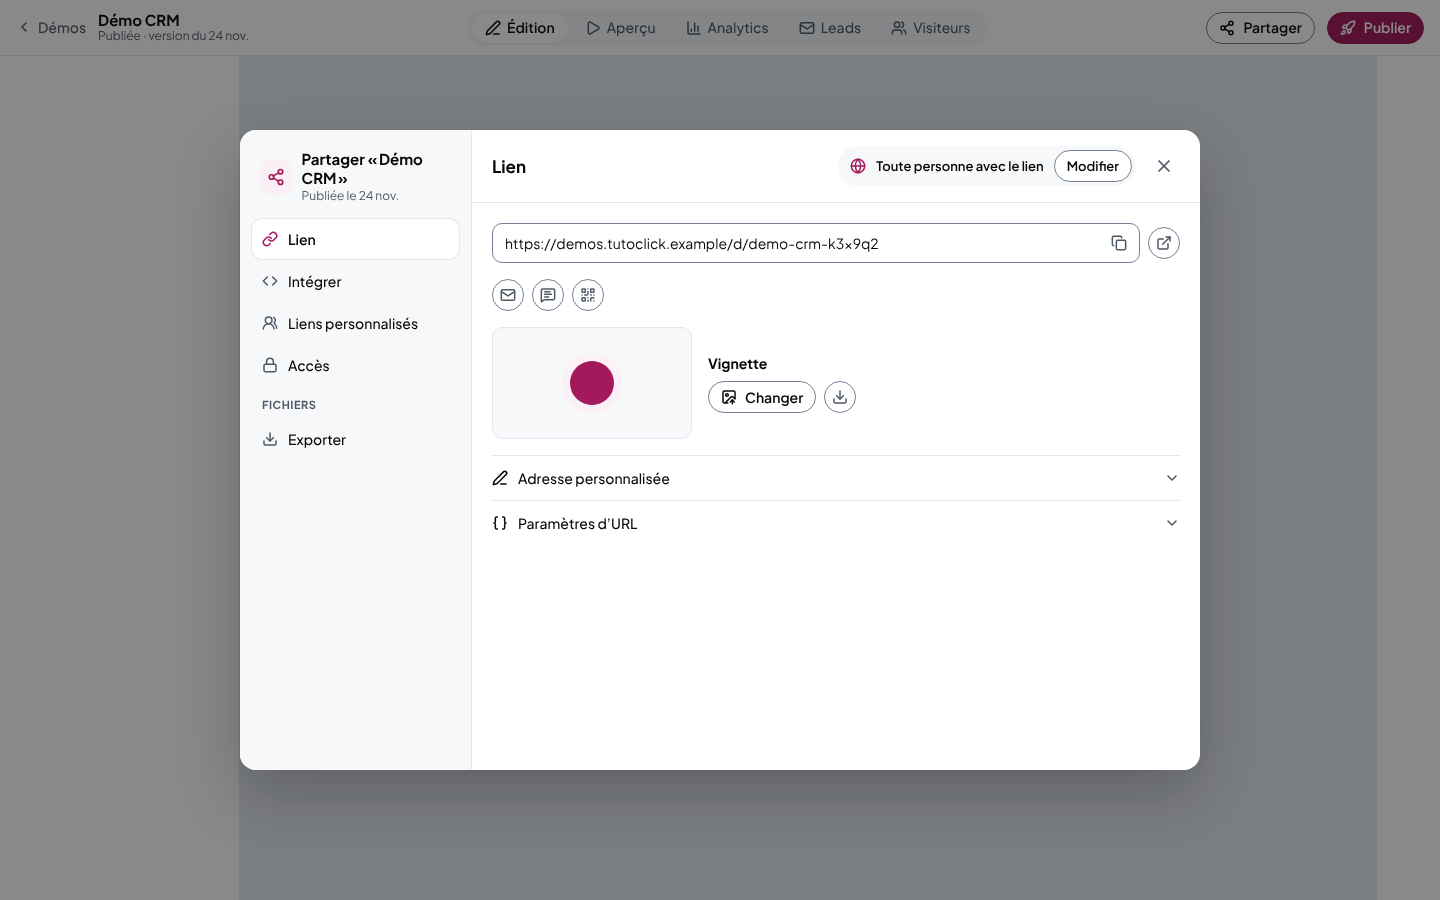 Démos
Démo CRM
Publiée · version du 24 nov.
Édition
Aperçu
Analytics
Leads
Visiteurs
Partager
Publier
Partager « Démo
CRM »
Publiée le 24 nov.
Lien
Intégrer
Liens personnalisés
Accès
FICHIERS
Exporter
Lien
Toute personne avec le lien
Modifier
https://demos.tutoclick.example/d/demo-crm-k3x9q2
Vignette
Changer
Adresse personnalisée
Paramètres d’URL